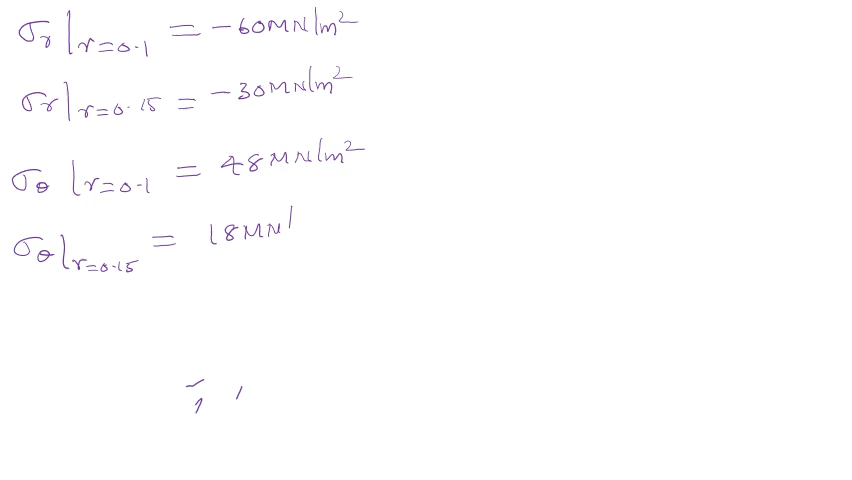 σr|r=0.1 = -60MN/m²
σr|r=0.15 = -30MN/m²
σθ|r=0.1 = 48MN/m²
σθ|r=0.15 = 18MN/